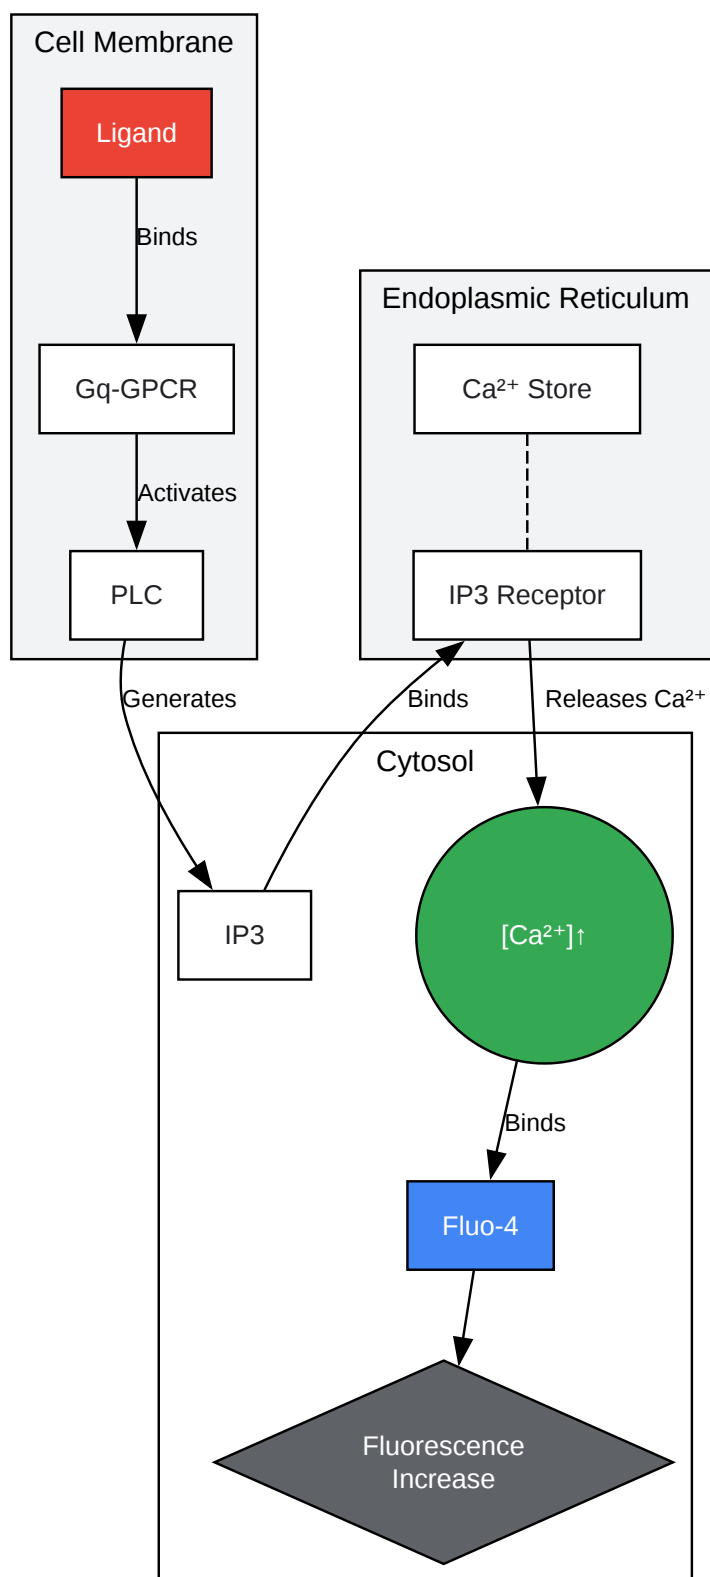 Cell Membrane
Ligand
Binds
Endoplasmic Reticulum
Gq-GPCR
Ca²⁺ Store
Activates
PLC
IP3 Receptor
Generates
Binds
Releases Ca²⁺
Cytosol
IP3
[Ca²⁺]↑
Binds
Fluo-4
Fluorescence
Increase